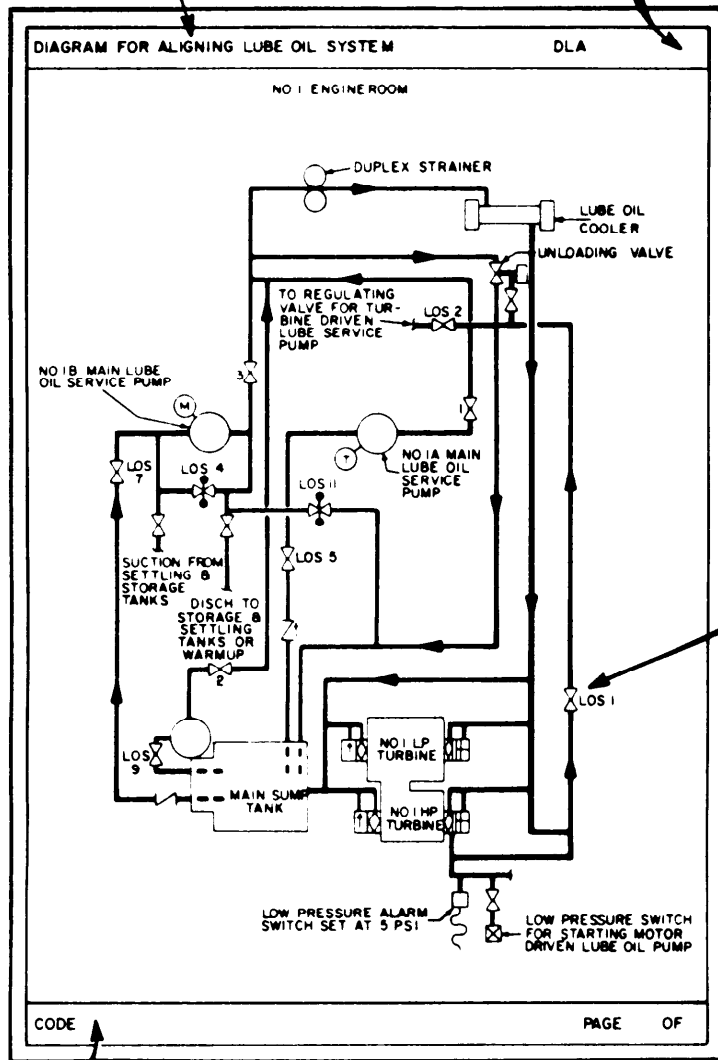 DIAGRAM FOR ALIGNING LUBE OIL SYSTEM DLA
NO 1 ENGINEROOM
DUPLEX STRAINER
LUBE OIL
COOLER
UNLOADING VALVE
TO REGULATING
VALVE FOR TUR-
BINE DRIVEN
LUBE SERVICE
PUMP
LOS 2
NO 1B MAIN LUBE
OIL SERVICE PUMP
3
M
1
T
NO 1A MAIN
LUBE OIL
SERVICE
PUMP
LOS
7
LOS 4
LOS 11
LOS 5
SUCTION FROM
SETTLING &
STORAGE
TANKS
DISCH TO
STORAGE &
SETTLING
TANKS OR
WARMUP
2
LOS 1
LOS
9
MAIN SUMP
TANK
NO 1 LP
TURBINE
NO 1 HP
TURBINE
LOW PRESSURE ALARM
SWITCH SET AT 5 PSI
LOW PRESSURE SWITCH
FOR STARTING MOTOR
DRIVEN LUBE OIL PUMP
CODE PAGE OF